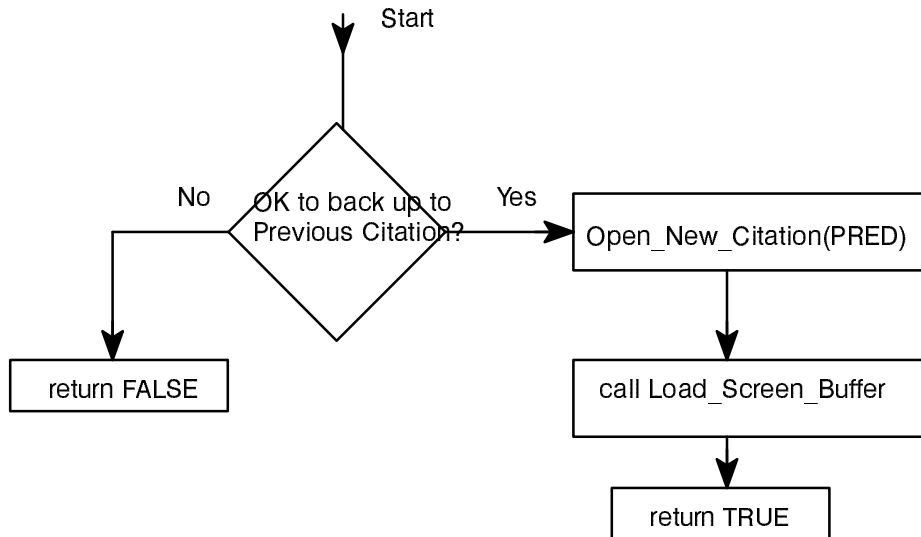 Start
No
OK to back up to
Previous Citation?
Yes
Open_New_Citation(PRED)
return FALSE
call Load_Screen_Buffer
return TRUE